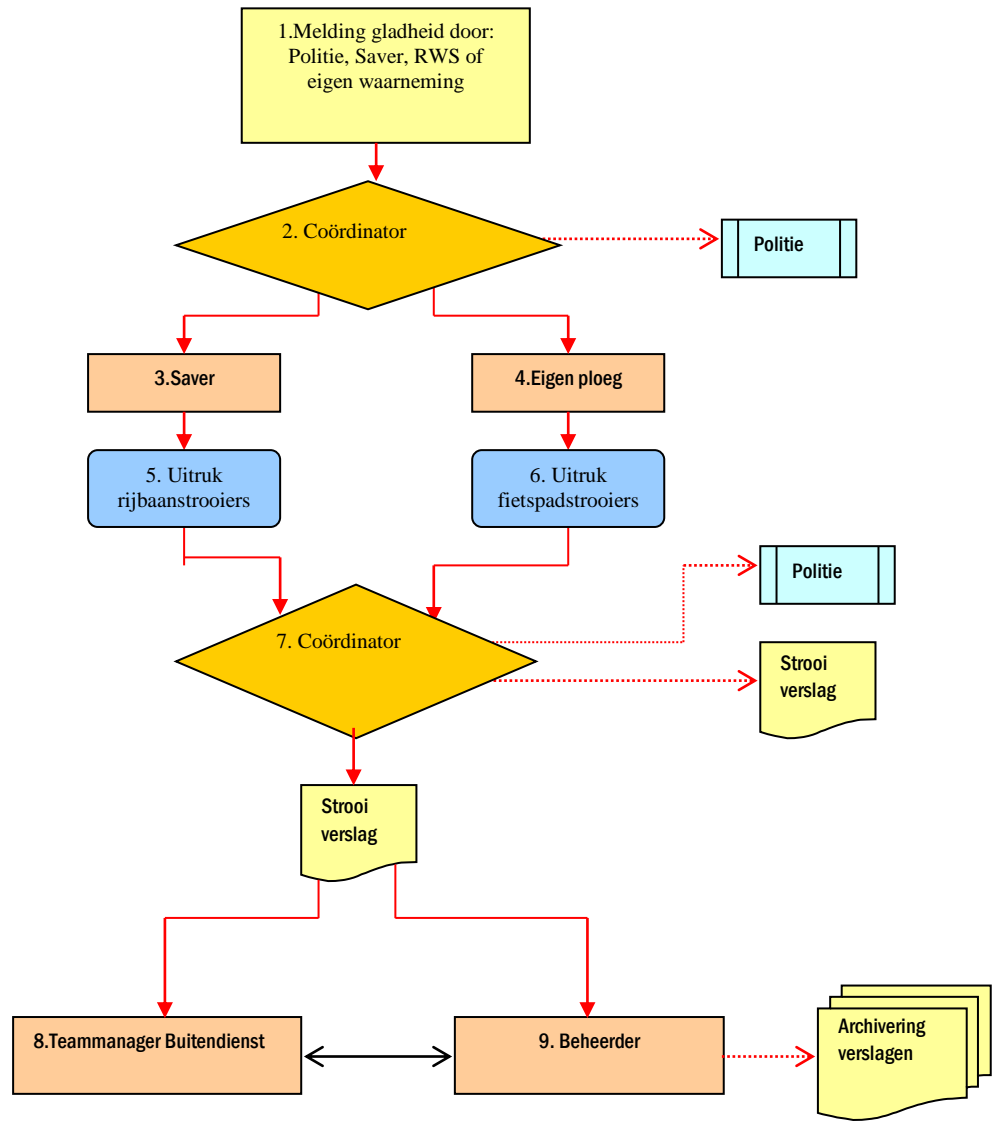 1.Melding gladheid door:
Politie, Saver, RWS of
eigen waarneming
2. Coördinator
Politie
3.Saver
4.Eigen ploeg
5. Uitruk
rijbaanstrooiers
6. Uitruk
fietspadstrooiers
Politie
7. Coördinator
Strooi
verslag
Strooi
verslag
8.Teammanager Buitendienst
9. Beheerder
Archivering
verslagen